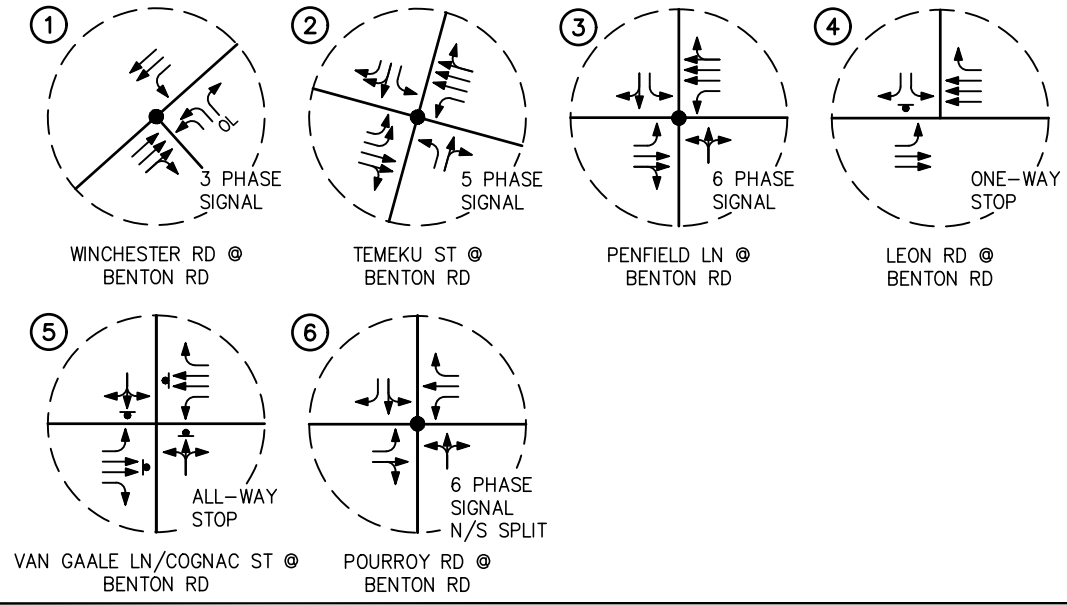 1
OL
3 PHASE
SIGNAL
WINCHESTER RD @
BENTON RD
2
5 PHASE
SIGNAL
TEMEKU ST @
BENTON RD
3
6 PHASE
SIGNAL
PENFIELD LN @
BENTON RD
4
ONE-WAY
STOP
LEON RD @
BENTON RD
5
ALL-WAY
STOP
VAN GAALE LN/COGNAC ST @
BENTON RD
6
6 PHASE
SIGNAL
N/S SPLIT
POURROY RD @
BENTON RD